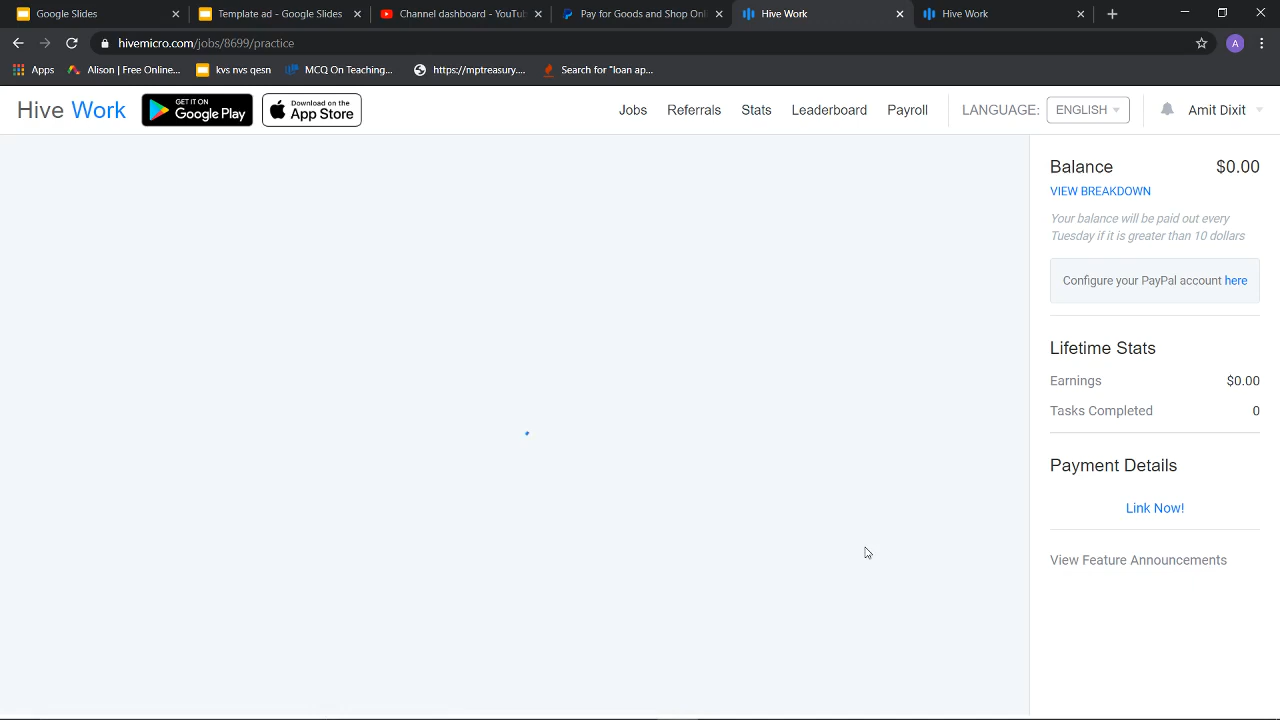 Google Slides
Template ad - Google Slides
Channel dashboard - YouTub
Pay for Goods and Shop Onl
Hive Work
Hive Work
hivemicro.com/jobs/8699/practice
A
Apps
Alison | Free Online...
kvs nvs qesn
MCQ On Teaching...
https://mptreasury....
Search for "loan ap...
Hive Work
GET IT ON
Google Play
Download on the
App Store
Jobs
Referrals
Stats
Leaderboard
Payroll
LANGUAGE:
ENGLISH
Amit Dixit
Balance $0.00
VIEW BREAKDOWN
Your balance will be paid out every
Tuesday if it is greater than 10 dollars
Configure your PayPal account here
Lifetime Stats
Earnings $0.00
Tasks Completed 0
Payment Details
Link Now!
View Feature Announcements